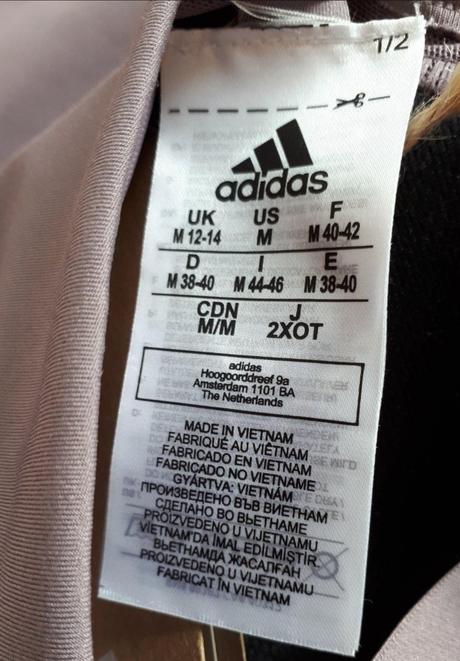 1/2
adidas
UK US F
M 12-14 M M 40-42
D I E
M 38-40 M 44-46 M 38-40
CDN J
M/M 2XOT
adidas
Hoogoorddreef 9a
Amsterdam 1101 BA
The Netherlands
MADE IN VIETNAM
FABRIQUÉ AU VIÊTNAM
FABRICADO EN VIETNAM
FABRICADO NO VIETNAME
GYÁRTVA: VIETNÁM
ПРОИЗВЕДЕНО ВЪВ ВИЕТНАМ
СДЕЛАНО ВО ВЬЕТНАМЕ
PROIZVEDENO U VIJETNAMU
VIETNAM'DA İMAL EDİLMİŞTİR
ВЬЕТНАМДА ЖАСАЛҒАН
PROIZVEDENO U VIJETNAMU
FABRICAT ÎN VIETNAM